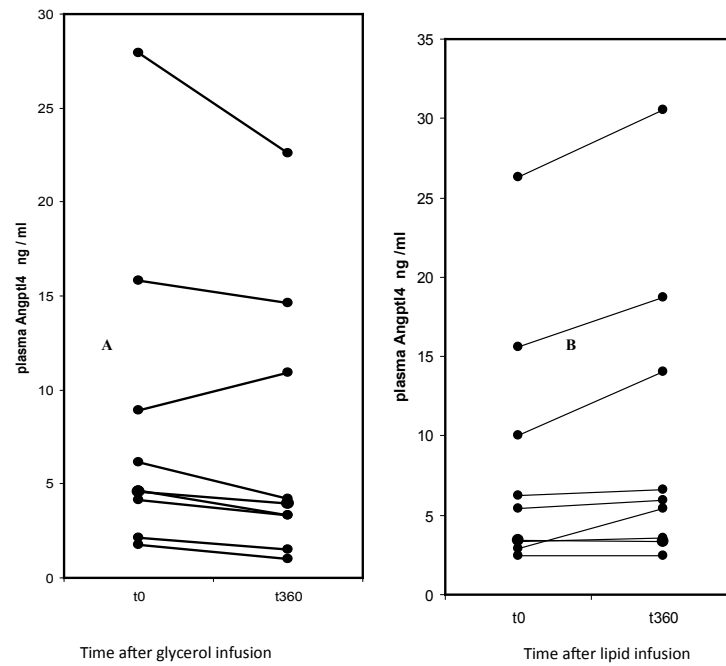 30
25
20
15
10
5
0
plasma Angptl4 ng / ml
A
t0
t360
Time after glycerol infusion
35
30
25
20
15
10
5
0
plasma Angptl4 ng /ml
B
t0
t360
Time after lipid infusion